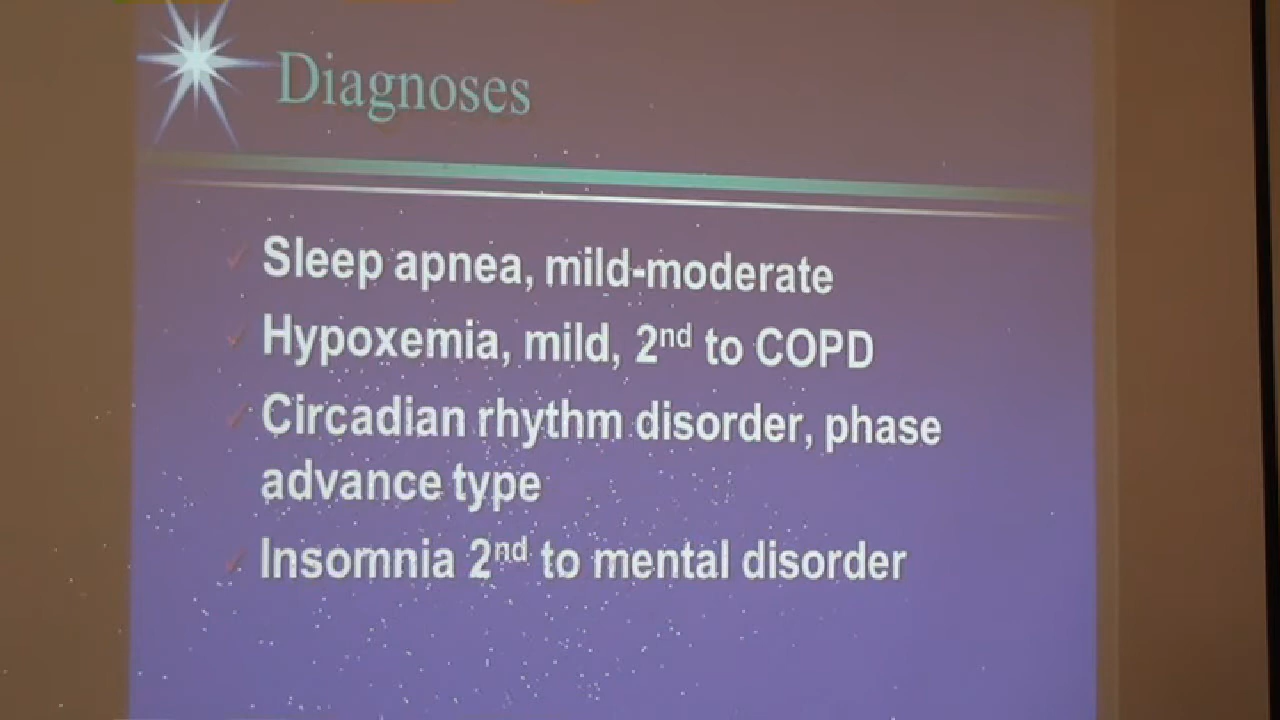 Diagnoses
Sleep apnea, mild-moderate
Hypoxemia, mild, 2nd to COPD
Circadian rhythm disorder, phase
advance type
Insomnia 2nd to mental disorder